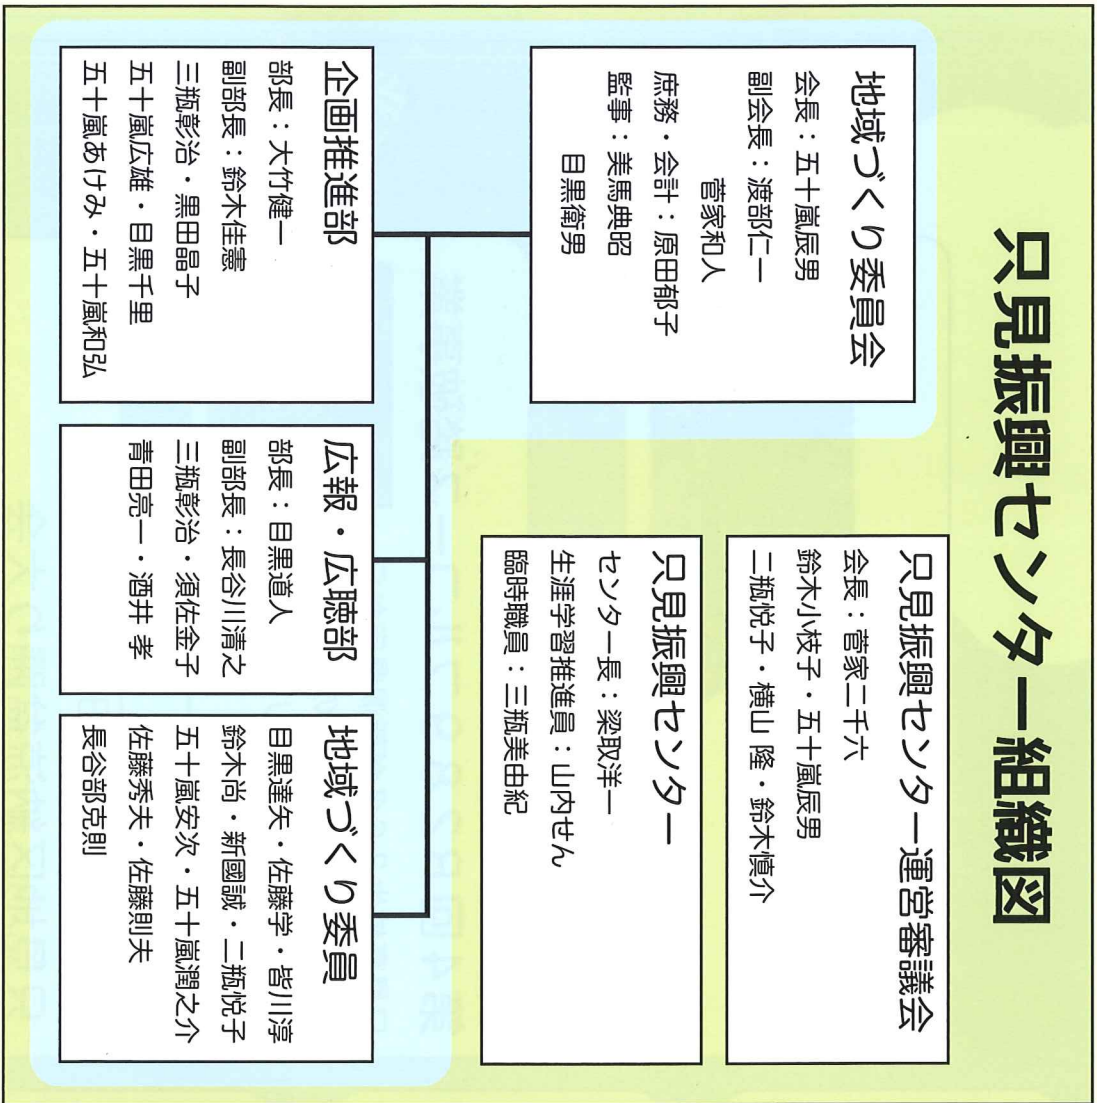 只見振興センター組織図
地域づくり委員会
会長：五十嵐辰男
副会長：渡部仁一
菅家和人
庶務・会計：原田郁子
監事：美馬典昭
目黒衛男
只見振興センター運営審議会
会長：菅家二千六
鈴木小枝子・五十嵐辰男
二瓶悦子・横山 隆・鈴木慎介
只見振興センター
センター長：梁取洋一
生涯学習推進員：山内せん
臨時職員：三瓶美由紀
企画推進部
部長：大竹健一
副部長：鈴木佳憲
三瓶彰治・黒田晶子
五十嵐広雄・目黒千里
五十嵐あけみ・五十嵐和弘
広報・広聴部
部長：目黒道人
副部長：長谷川清之
三瓶彰治・須佐金子
青田亮一・酒井 孝
地域づくり委員
目黒達矢・佐藤学・皆川淳
鈴木尚・新國誠・二瓶悦子
五十嵐安次・五十嵐潤之介
佐藤秀夫・佐藤則夫
長谷部克則